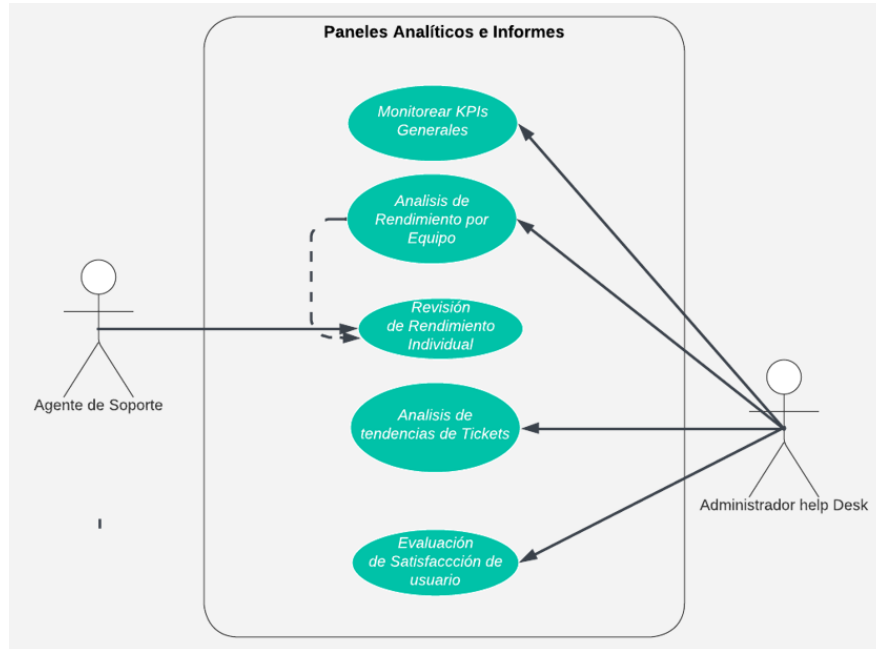 Paneles Analíticos e Informes
Monitorear KPIs
Generales
Analisis de
Rendimiento por
Equipo
Revisión
de Rendimiento
Individual
Agente de Soporte
Analisis de
tendencias de Tickets
Administrador help Desk
Evaluación
de Satisfaccción de
usuario